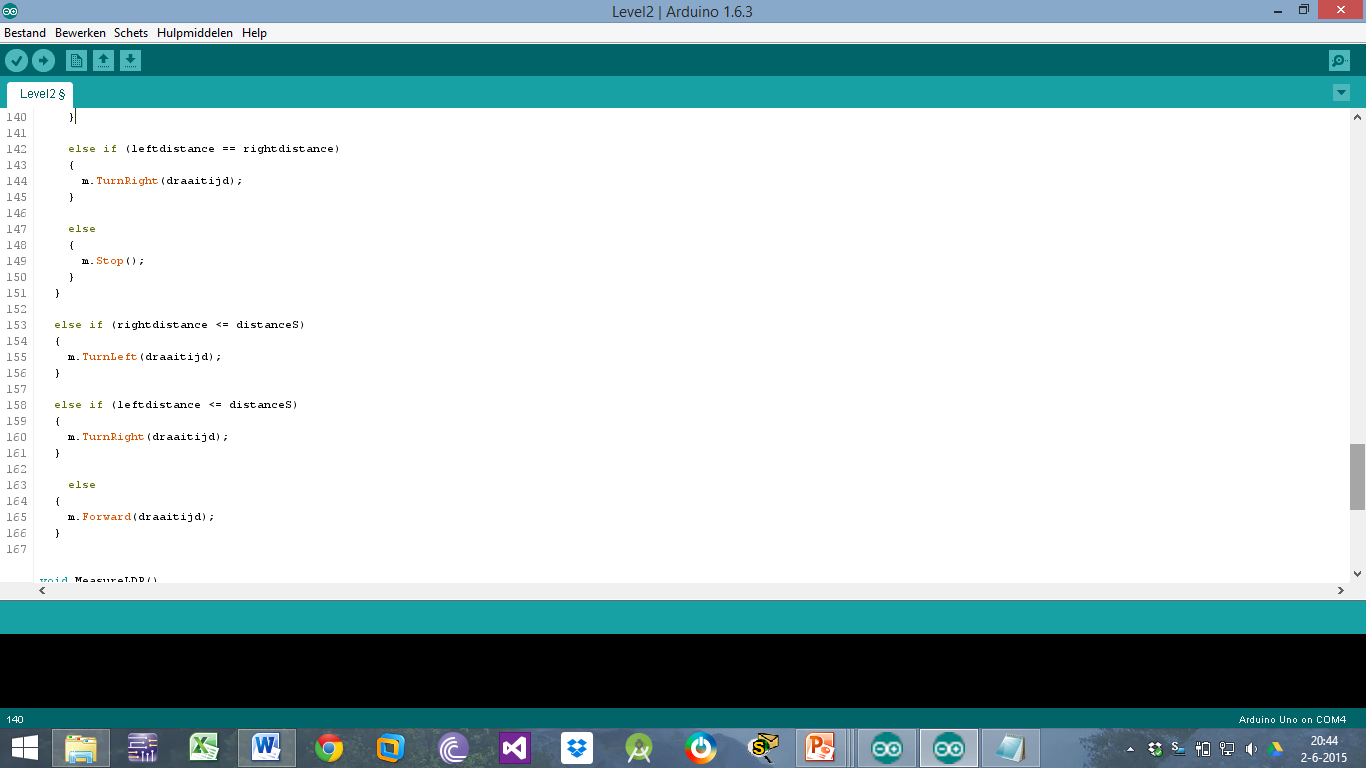 Level2 | Arduino 1.6.3
Bestand Bewerken Schets Hulpmiddelen Help
Level2 §
140 }
141
142 else if (leftdistance == rightdistance)
143 {
144 m.TurnRight(draaitijd);
145 }
146
147 else
148 {
149 m.Stop();
150 }
151 }
152
153 else if (rightdistance <= distanceS)
154 {
155 m.TurnLeft(draaitijd);
156 }
157
158 else if (leftdistance <= distanceS)
159 {
160 m.TurnRight(draaitijd);
161 }
162
163 else
164 {
165 m.Forward(draaitijd);
166 }
167
void MeasureLDR()
140 Arduino Uno on COM4
20:44
2-6-2015